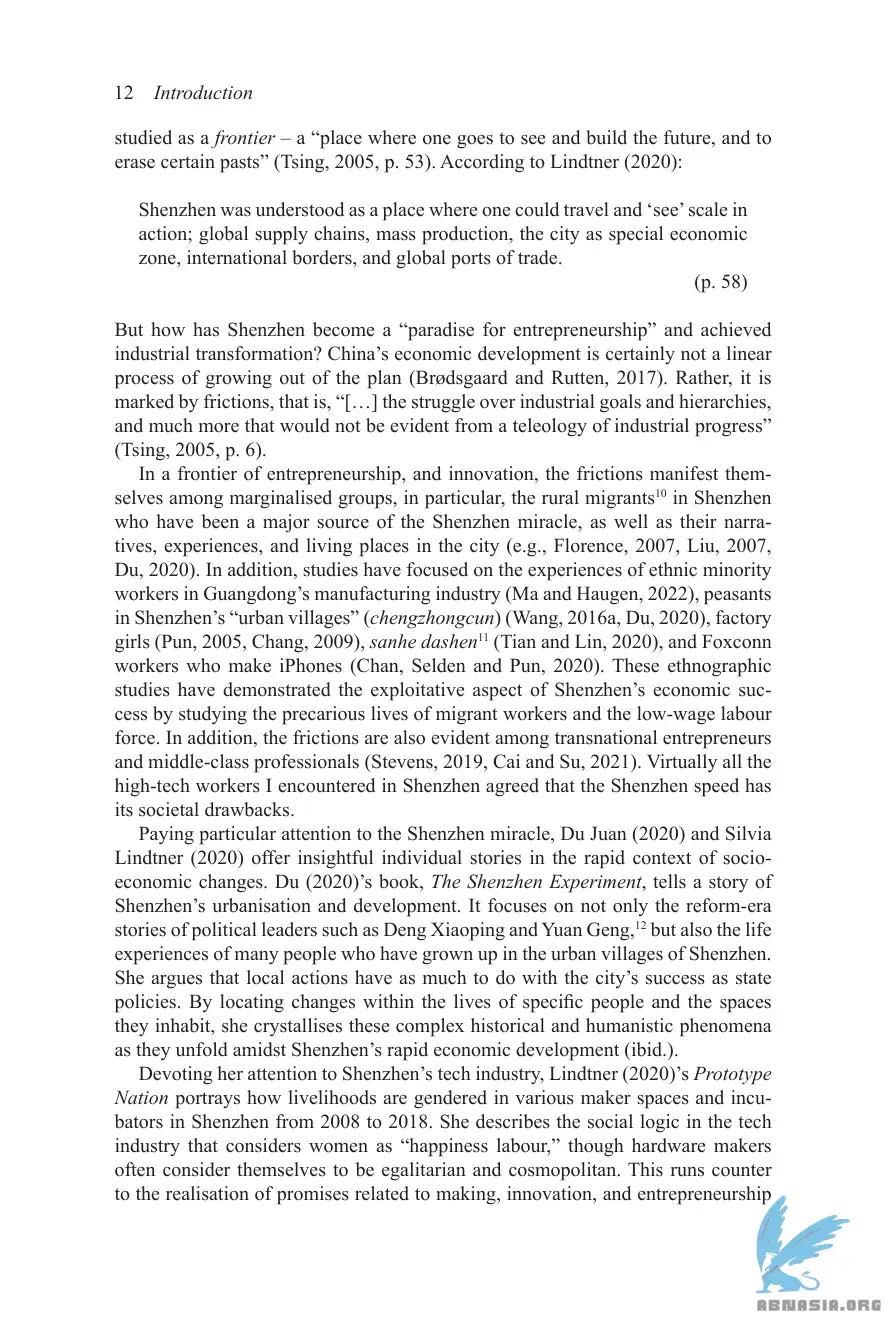 12 Introduction
studied as a frontier – a “place where one goes to see and build the future, and to
erase certain pasts” (Tsing, 2005, p. 53). According to Lindtner (2020):
Shenzhen was understood as a place where one could travel and ‘see’ scale in
action; global supply chains, mass production, the city as special economic
zone, international borders, and global ports of trade.
(p. 58)
But how has Shenzhen become a “paradise for entrepreneurship” and achieved
industrial transformation? China’s economic development is certainly not a linear
process of growing out of the plan (Brødsgaard and Rutten, 2017). Rather, it is
marked by frictions, that is, “[…] the struggle over industrial goals and hierarchies,
and much more that would not be evident from a teleology of industrial progress”
(Tsing, 2005, p. 6).
In a frontier of entrepreneurship, and innovation, the frictions manifest them-
selves among marginalised groups, in particular, the rural migrants10 in Shenzhen
who have been a major source of the Shenzhen miracle, as well as their narra-
tives, experiences, and living places in the city (e.g., Florence, 2007, Liu, 2007,
Du, 2020). In addition, studies have focused on the experiences of ethnic minority
workers in Guangdong’s manufacturing industry (Ma and Haugen, 2022), peasants
in Shenzhen’s “urban villages” (chengzhongcun) (Wang, 2016a, Du, 2020), factory
girls (Pun, 2005, Chang, 2009), sanhe dashen11 (Tian and Lin, 2020), and Foxconn
workers who make iPhones (Chan, Selden and Pun, 2020). These ethnographic
studies have demonstrated the exploitative aspect of Shenzhen’s economic suc-
cess by studying the precarious lives of migrant workers and the low-wage labour
force. In addition, the frictions are also evident among transnational entrepreneurs
and middle-class professionals (Stevens, 2019, Cai and Su, 2021). Virtually all the
high-tech workers I encountered in Shenzhen agreed that the Shenzhen speed has
its societal drawbacks.
Paying particular attention to the Shenzhen miracle, Du Juan (2020) and Silvia
Lindtner (2020) offer insightful individual stories in the rapid context of socio-
economic changes. Du (2020)’s book, The Shenzhen Experiment, tells a story of
Shenzhen’s urbanisation and development. It focuses on not only the reform-era
stories of political leaders such as Deng Xiaoping and Yuan Geng,12 but also the life
experiences of many people who have grown up in the urban villages of Shenzhen.
She argues that local actions have as much to do with the city’s success as state
policies. By locating changes within the lives of specific people and the spaces
they inhabit, she crystallises these complex historical and humanistic phenomena
as they unfold amidst Shenzhen’s rapid economic development (ibid.).
Devoting her attention to Shenzhen’s tech industry, Lindtner (2020)’s Prototype
Nation portrays how livelihoods are gendered in various maker spaces and incu-
bators in Shenzhen from 2008 to 2018. She describes the social logic in the tech
industry that considers women as “happiness labour,” though hardware makers
often consider themselves to be egalitarian and cosmopolitan. This runs counter
to the realisation of promises related to making, innovation, and entrepreneurship
ABNASIA.ORG